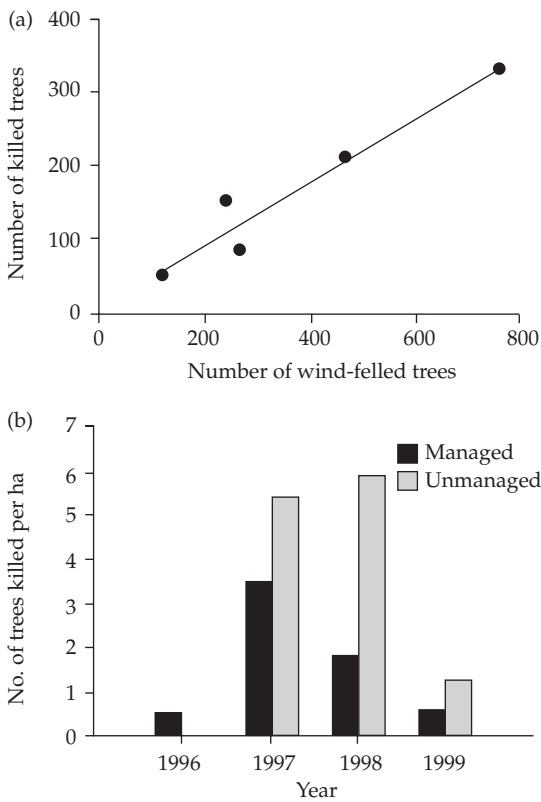 (a)
400
300
200
100
0
Number of killed trees
0 200 400 600 800
Number of wind-felled trees
(b)
7
6
5
4
3
2
1
0
No. of trees killed per ha
Managed
Unmanaged
1996 1997 1998 1999
Year